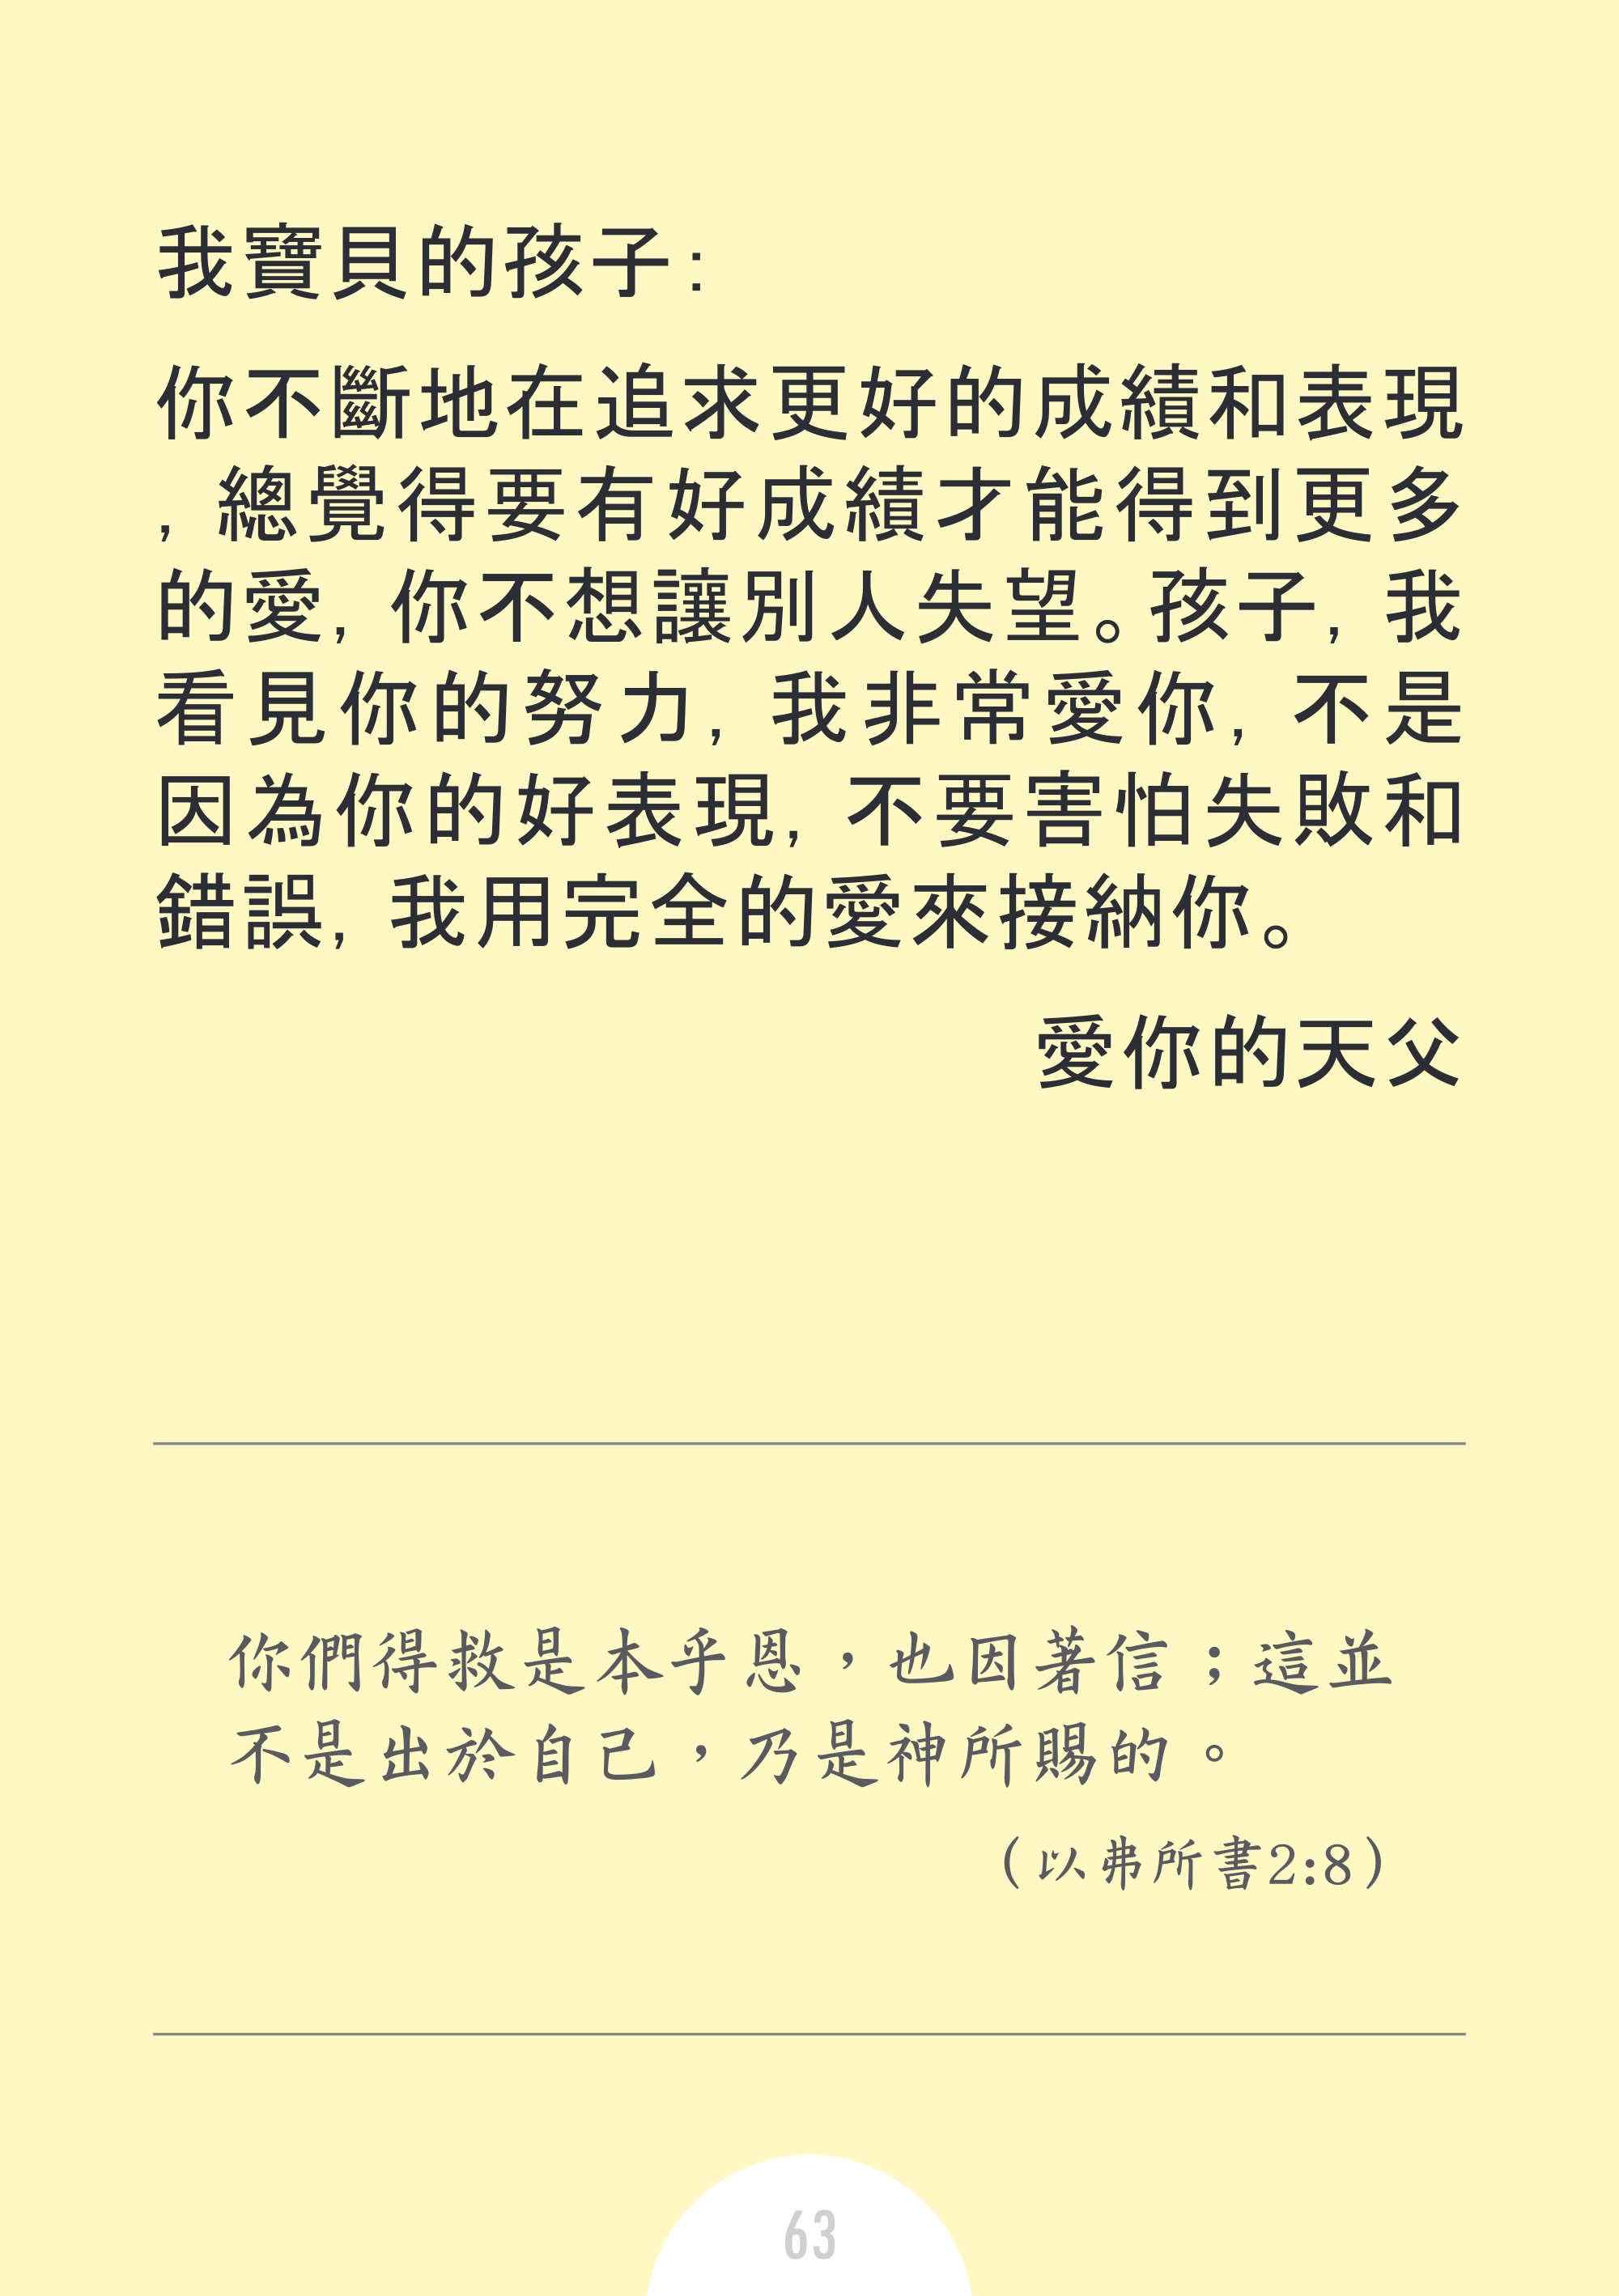 我寶貝的孩子：
你不斷地在追求更好的成績和表現
，總覺得要有好成績才能得到更多
的愛，你不想讓別人失望。孩子，我
看見你的努力，我非常愛你，不是
因為你的好表現，不要害怕失敗和
錯誤，我用完全的愛來接納你。
愛你的天父
你們得救是本乎恩，也因著信；這並
不是出於自己，乃是神所賜的。
（以弗所書2:8）
63